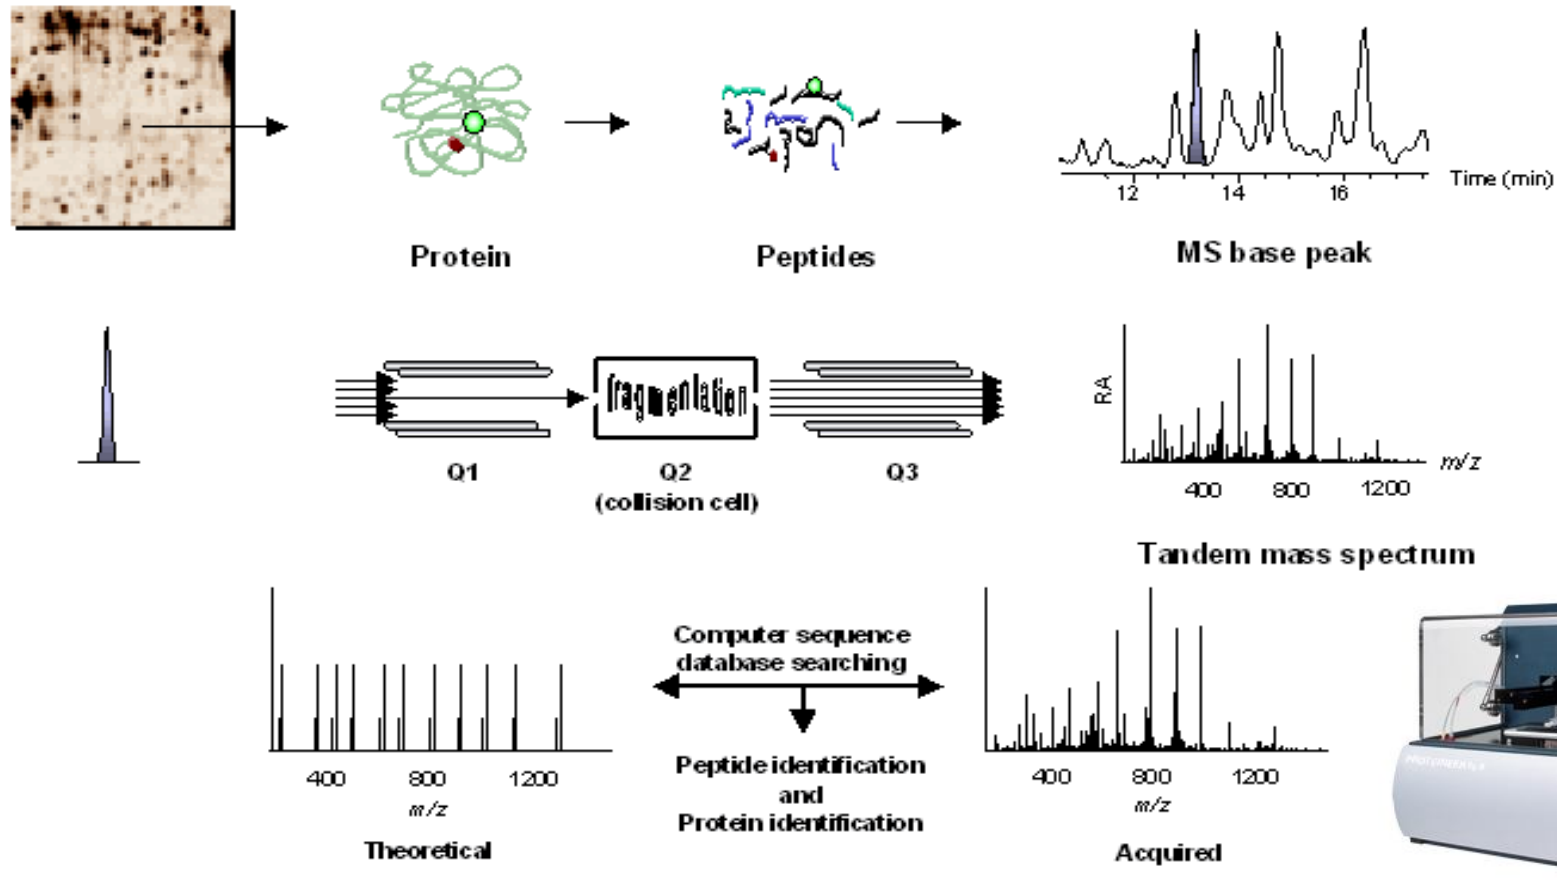 12
14
16
Time (min)
Protein
Peptides
MS base peak
fragmentation
Q1
Q2
(collision cell)
Q3
RA
400
800
1200
m/z
Tandem mass spectrum
Computer sequence
database searching
Peptide identification
and
Protein identification
400
800
1200
m/z
Theoretical
400
800
1200
m/z
Acquired